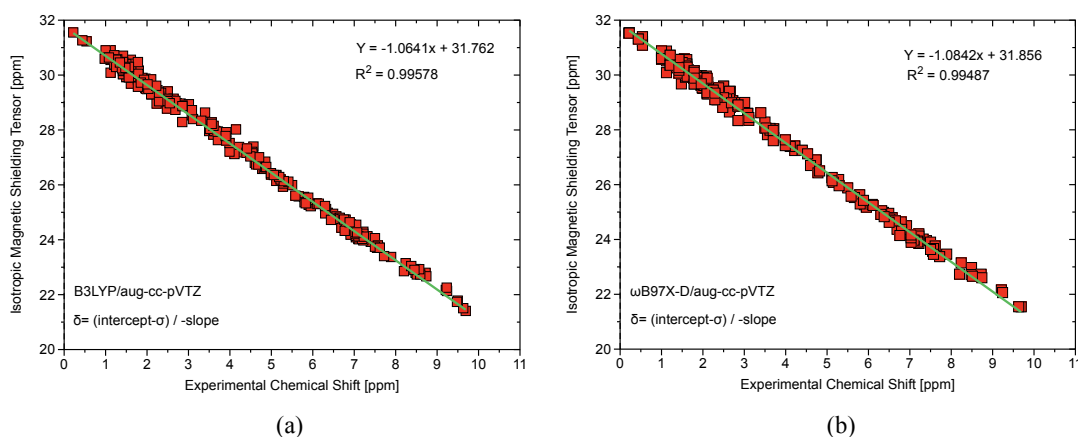 32
30
28
26
24
22
20
Isotropic Magnetic Shielding Tensor [ppm]
Y = -1.0641x + 31.762
R² = 0.99578
B3LYP/aug-cc-pVTZ
δ= (intercept-σ) / -slope
0 1 2 3 4 5 6 7 8 9 10 11
Experimental Chemical Shift [ppm]
(a)
32
30
28
26
24
22
20
Isotropic Magnetic Shielding Tensor [ppm]
Y = -1.0842x + 31.856
R² = 0.99487
ωB97X-D/aug-cc-pVTZ
δ= (intercept-σ) / -slope
0 1 2 3 4 5 6 7 8 9 10 11
Experimental Chemical Shift [ppm]
(b)